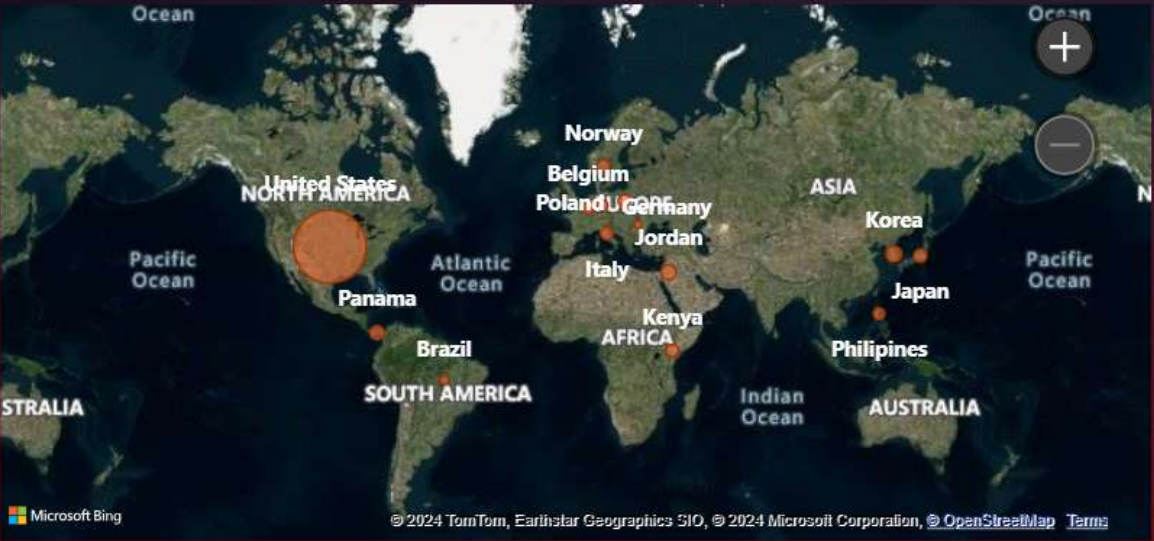 Ocean
Ocean
Norway
Belgium
United States
NORTH AMERICA
ASIA
N
Poland
Germany
Korea
Jordan
Pacific
Ocean
Atlantic
Ocean
Italy
Pacific
Ocean
Panama
Japan
Kenya
AFRICA
Brazil
Philipines
SOUTH AMERICA
Indian
Ocean
STRALIA
AUSTRALIA
Microsoft Bing
© 2024 TomTom, Earthstar Geographics SIO, © 2024 Microsoft Corporation, © OpenStreetMap Terms